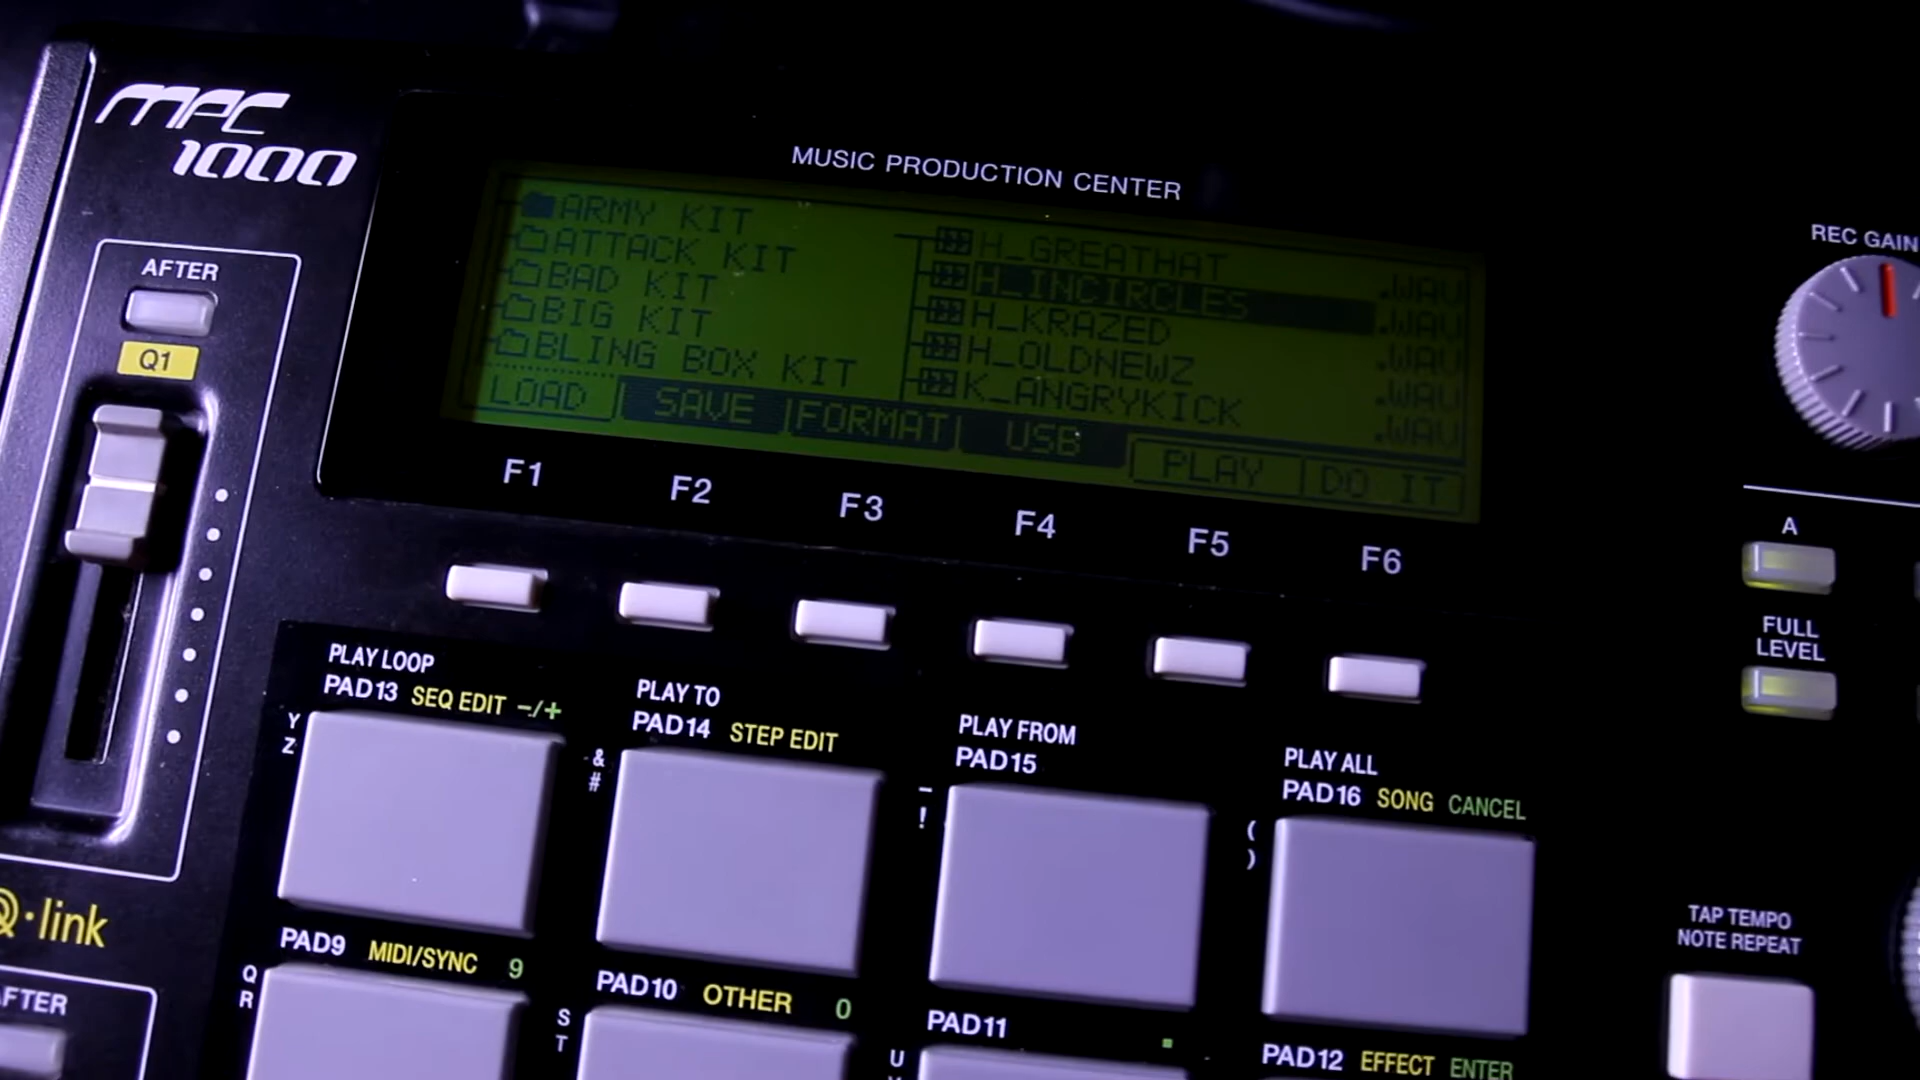 MPC
1000
MUSIC PRODUCTION CENTER
REC GAIN
AFTER
Q1
ARMY KIT
ATTACK KIT
BAD KIT
BIG KIT
BLING BOX KIT
H_GREATHAT .WAV
H_INCIRCLES .WAV
H_KRAZED .WAV
H_OLDNEWZ .WAV
K_ANGRYKICK .WAV
LOAD SAVE FORMAT USB PLAY DO IT
F1 F2 F3 F4 F5 F6
A
FULL
LEVEL
PLAY LOOP
PAD13 SEQ EDIT −/+
Y
Z
PLAY TO
PAD14 STEP EDIT
&
#
PLAY FROM
PAD15
–
!
PLAY ALL
PAD16 SONG CANCEL
(
)
Q·link
AFTER
PAD9 MIDI/SYNC 9
Q
R
PAD10 OTHER 0
S
T
PAD11 .
U
PAD12 EFFECT ENTER
TAP TEMPO
NOTE REPEAT